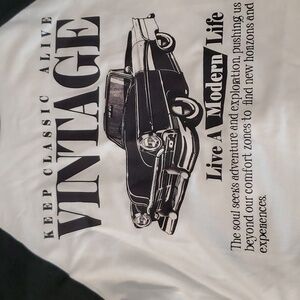 KEEP CLASSIC ALIVE
VINTAGE
Live A Modern Life
The soul seeks adventure and exploration, pushing us
beyond our comfort zones to find new horizons and
experiences